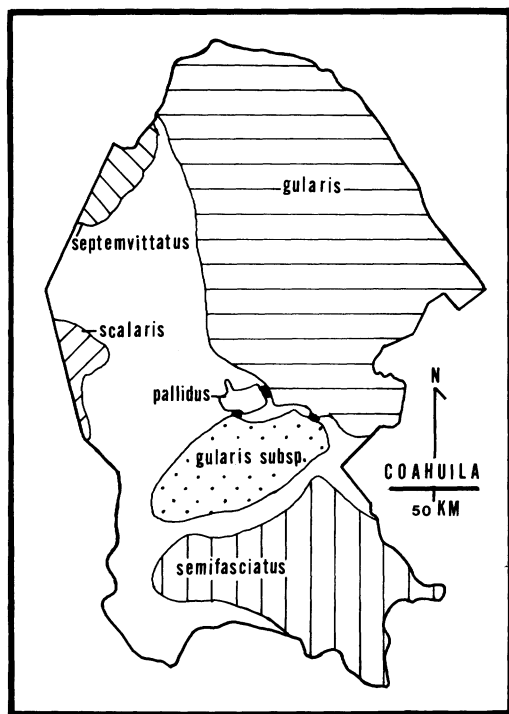 gularis
septemvittatus
scalaris
pallidus
N
gularis subsp.
COAHUILA
50 KM
semifasciatus